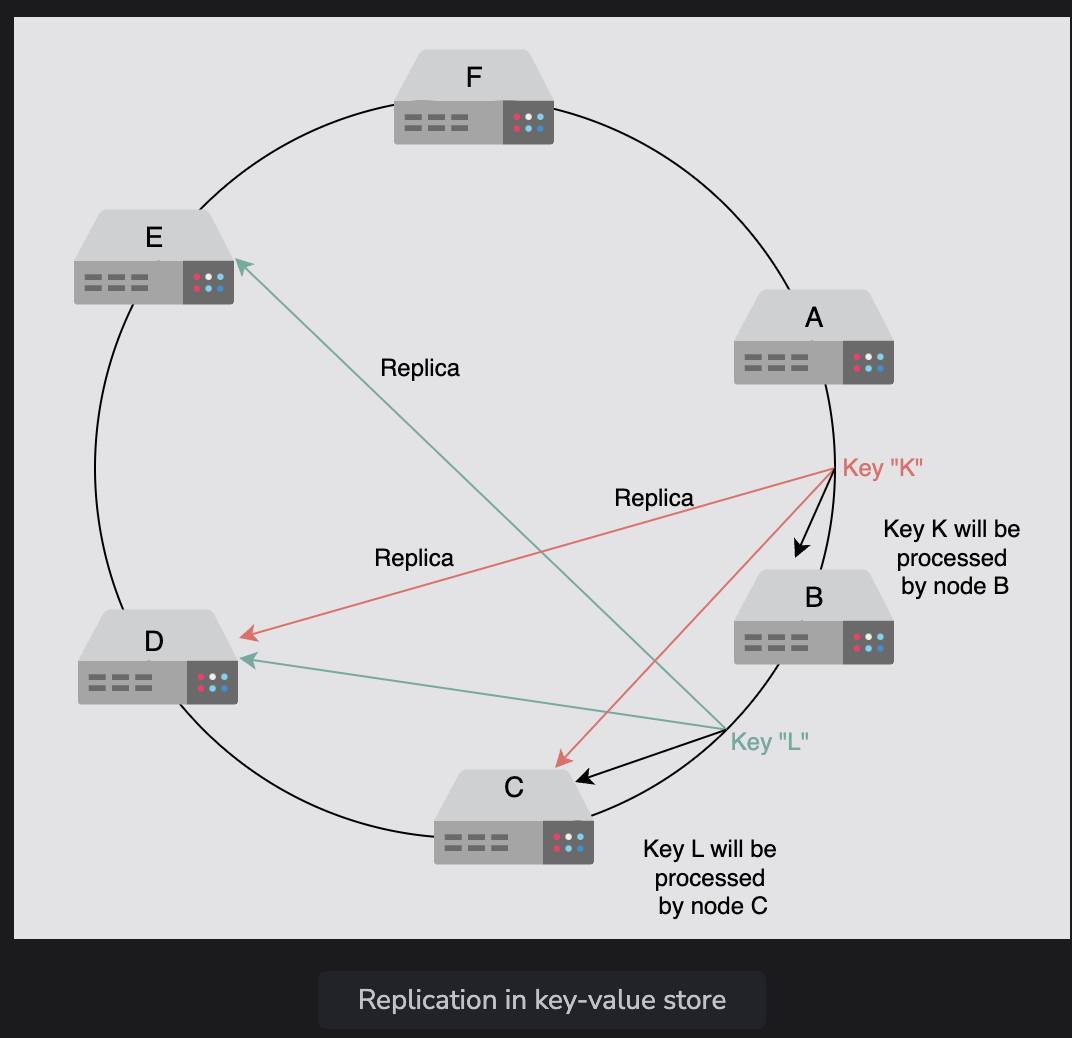 F
E
A
Replica
Key "K"
Replica
Key K will be
processed
by node B
Replica
B
D
Key "L"
C
Key L will be
processed
by node C
Replication in key-value store